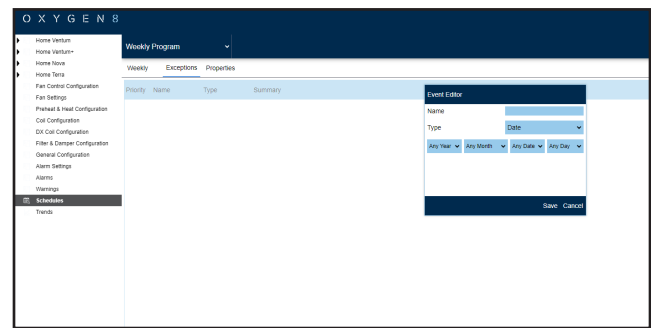 OXYGEN8
Home Ventum
Home Ventum+
Home Nova
Home Terra
Fan Control Configuration
Fan Settings
Preheat & Heat Configuration
Coil Configuration
DX Coil Configuration
Filter & Damper Configuration
General Configuration
Alarm Settings
Alarms
Warnings
Schedules
Trends
Weekly Program
Weekly Exceptions Properties
Priority Name Type Summary
Event Editor
Name
Type Date
Any Year Any Month Any Date Any Day
Save Cancel